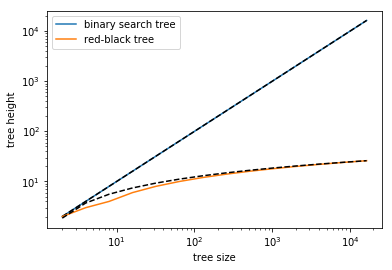 binary search tree
red-black tree
10⁴
10³
10²
10¹
tree height
10¹
10²
10³
10⁴
tree size